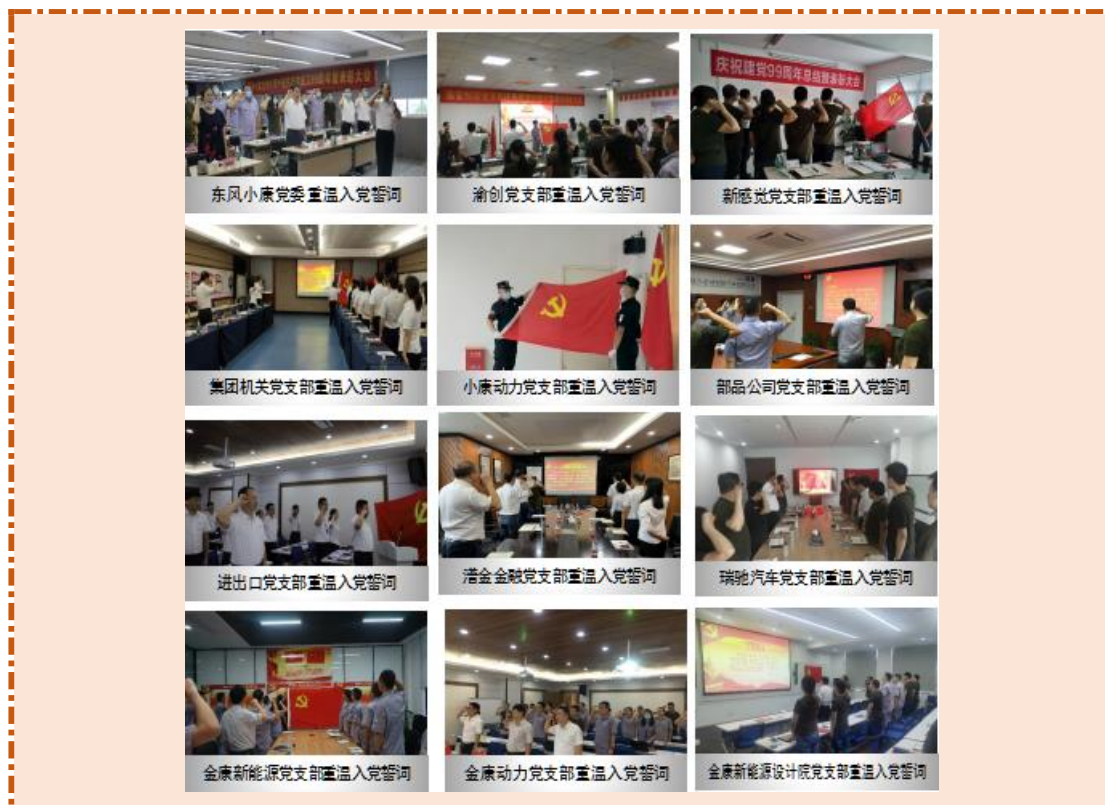 庆祝建党99周年总结暨表彰大会
东风小康党委重温入党誓词
渝创党支部重温入党誓词
新感觉党支部重温入党誓词
集团机关党支部重温入党誓词
小康动力党支部重温入党誓词
部品公司党支部重温入党誓词
进出口党支部重温入党誓词
潽金金融党支部重温入党誓词
瑞驰汽车党支部重温入党誓词
金康新能源党支部重温入党誓词
金康动力党支部重温入党誓词
金康新能源设计院党支部重温入党誓词